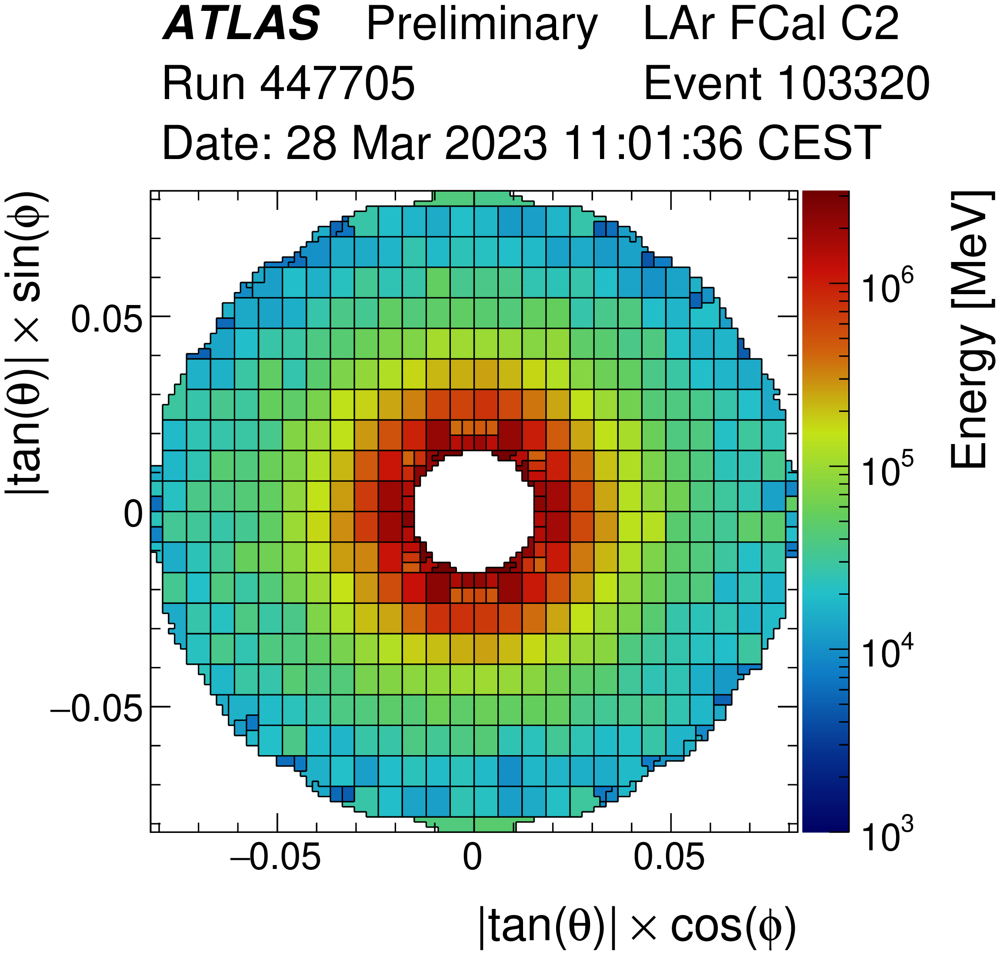 ATLAS Preliminary LAr FCal C2
Run 447705 Event 103320
Date: 28 Mar 2023 11:01:36 CEST
|tan(θ)| × sin(ϕ)
0.05
0
−0.05
−0.05 0 0.05
|tan(θ)| × cos(ϕ)
Energy [MeV]
10⁶
10⁵
10⁴
10³